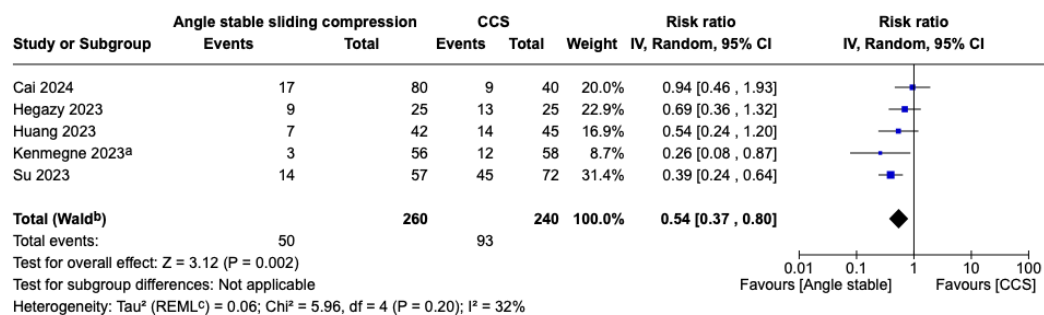 Angle stable sliding compression CCS Risk ratio Risk ratio
Study or Subgroup Events Total Events Total Weight IV, Random, 95% CI IV, Random, 95% CI
Cai 2024 17 80 9 40 20.0% 0.94 [0.46 , 1.93]
Hegazy 2023 9 25 13 25 22.9% 0.69 [0.36 , 1.32]
Huang 2023 7 42 14 45 16.9% 0.54 [0.24 , 1.20]
Kenmegne 2023ª 3 56 12 58 8.7% 0.26 [0.08 , 0.87]
Su 2023 14 57 45 72 31.4% 0.39 [0.24 , 0.64]
Total (Waldᵇ) 260 240 100.0% 0.54 [0.37 , 0.80]
Total events: 50 93
Test for overall effect: Z = 3.12 (P = 0.002)
Test for subgroup differences: Not applicable
Heterogeneity: Tau² (REMLᶜ) = 0.06; Chi² = 5.96, df = 4 (P = 0.20); I² = 32%
0.01 0.1 1 10 100
Favours [Angle stable] Favours [CCS]